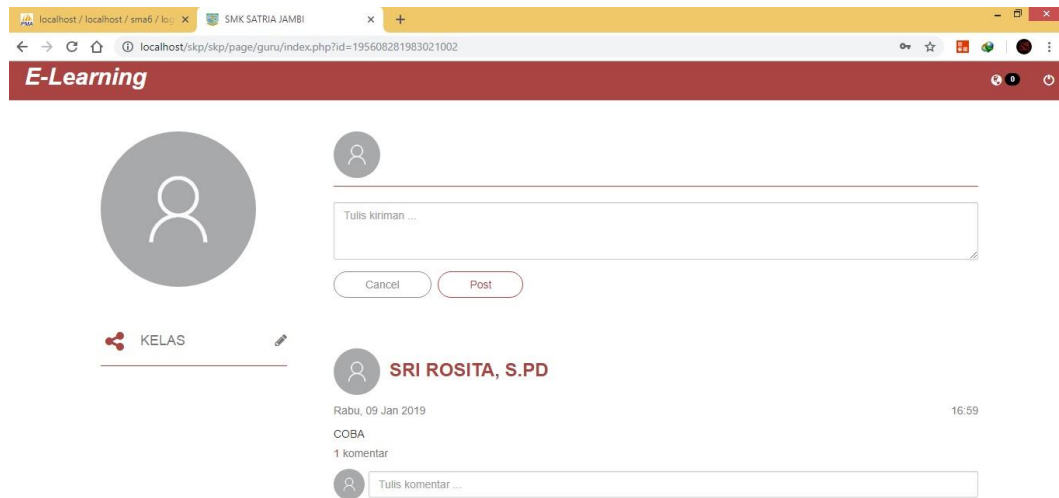 localhost / localhost / sma6 / log
SMK SATRIA JAMBI
localhost/skp/skp/page/guru/index.php?id=195608281983021002
E-Learning
0
Tulis kiriman ...
Cancel
Post
KELAS
SRI ROSITA, S.PD
Rabu, 09 Jan 2019
16:59
COBA
1 komentar
Tulis komentar ...